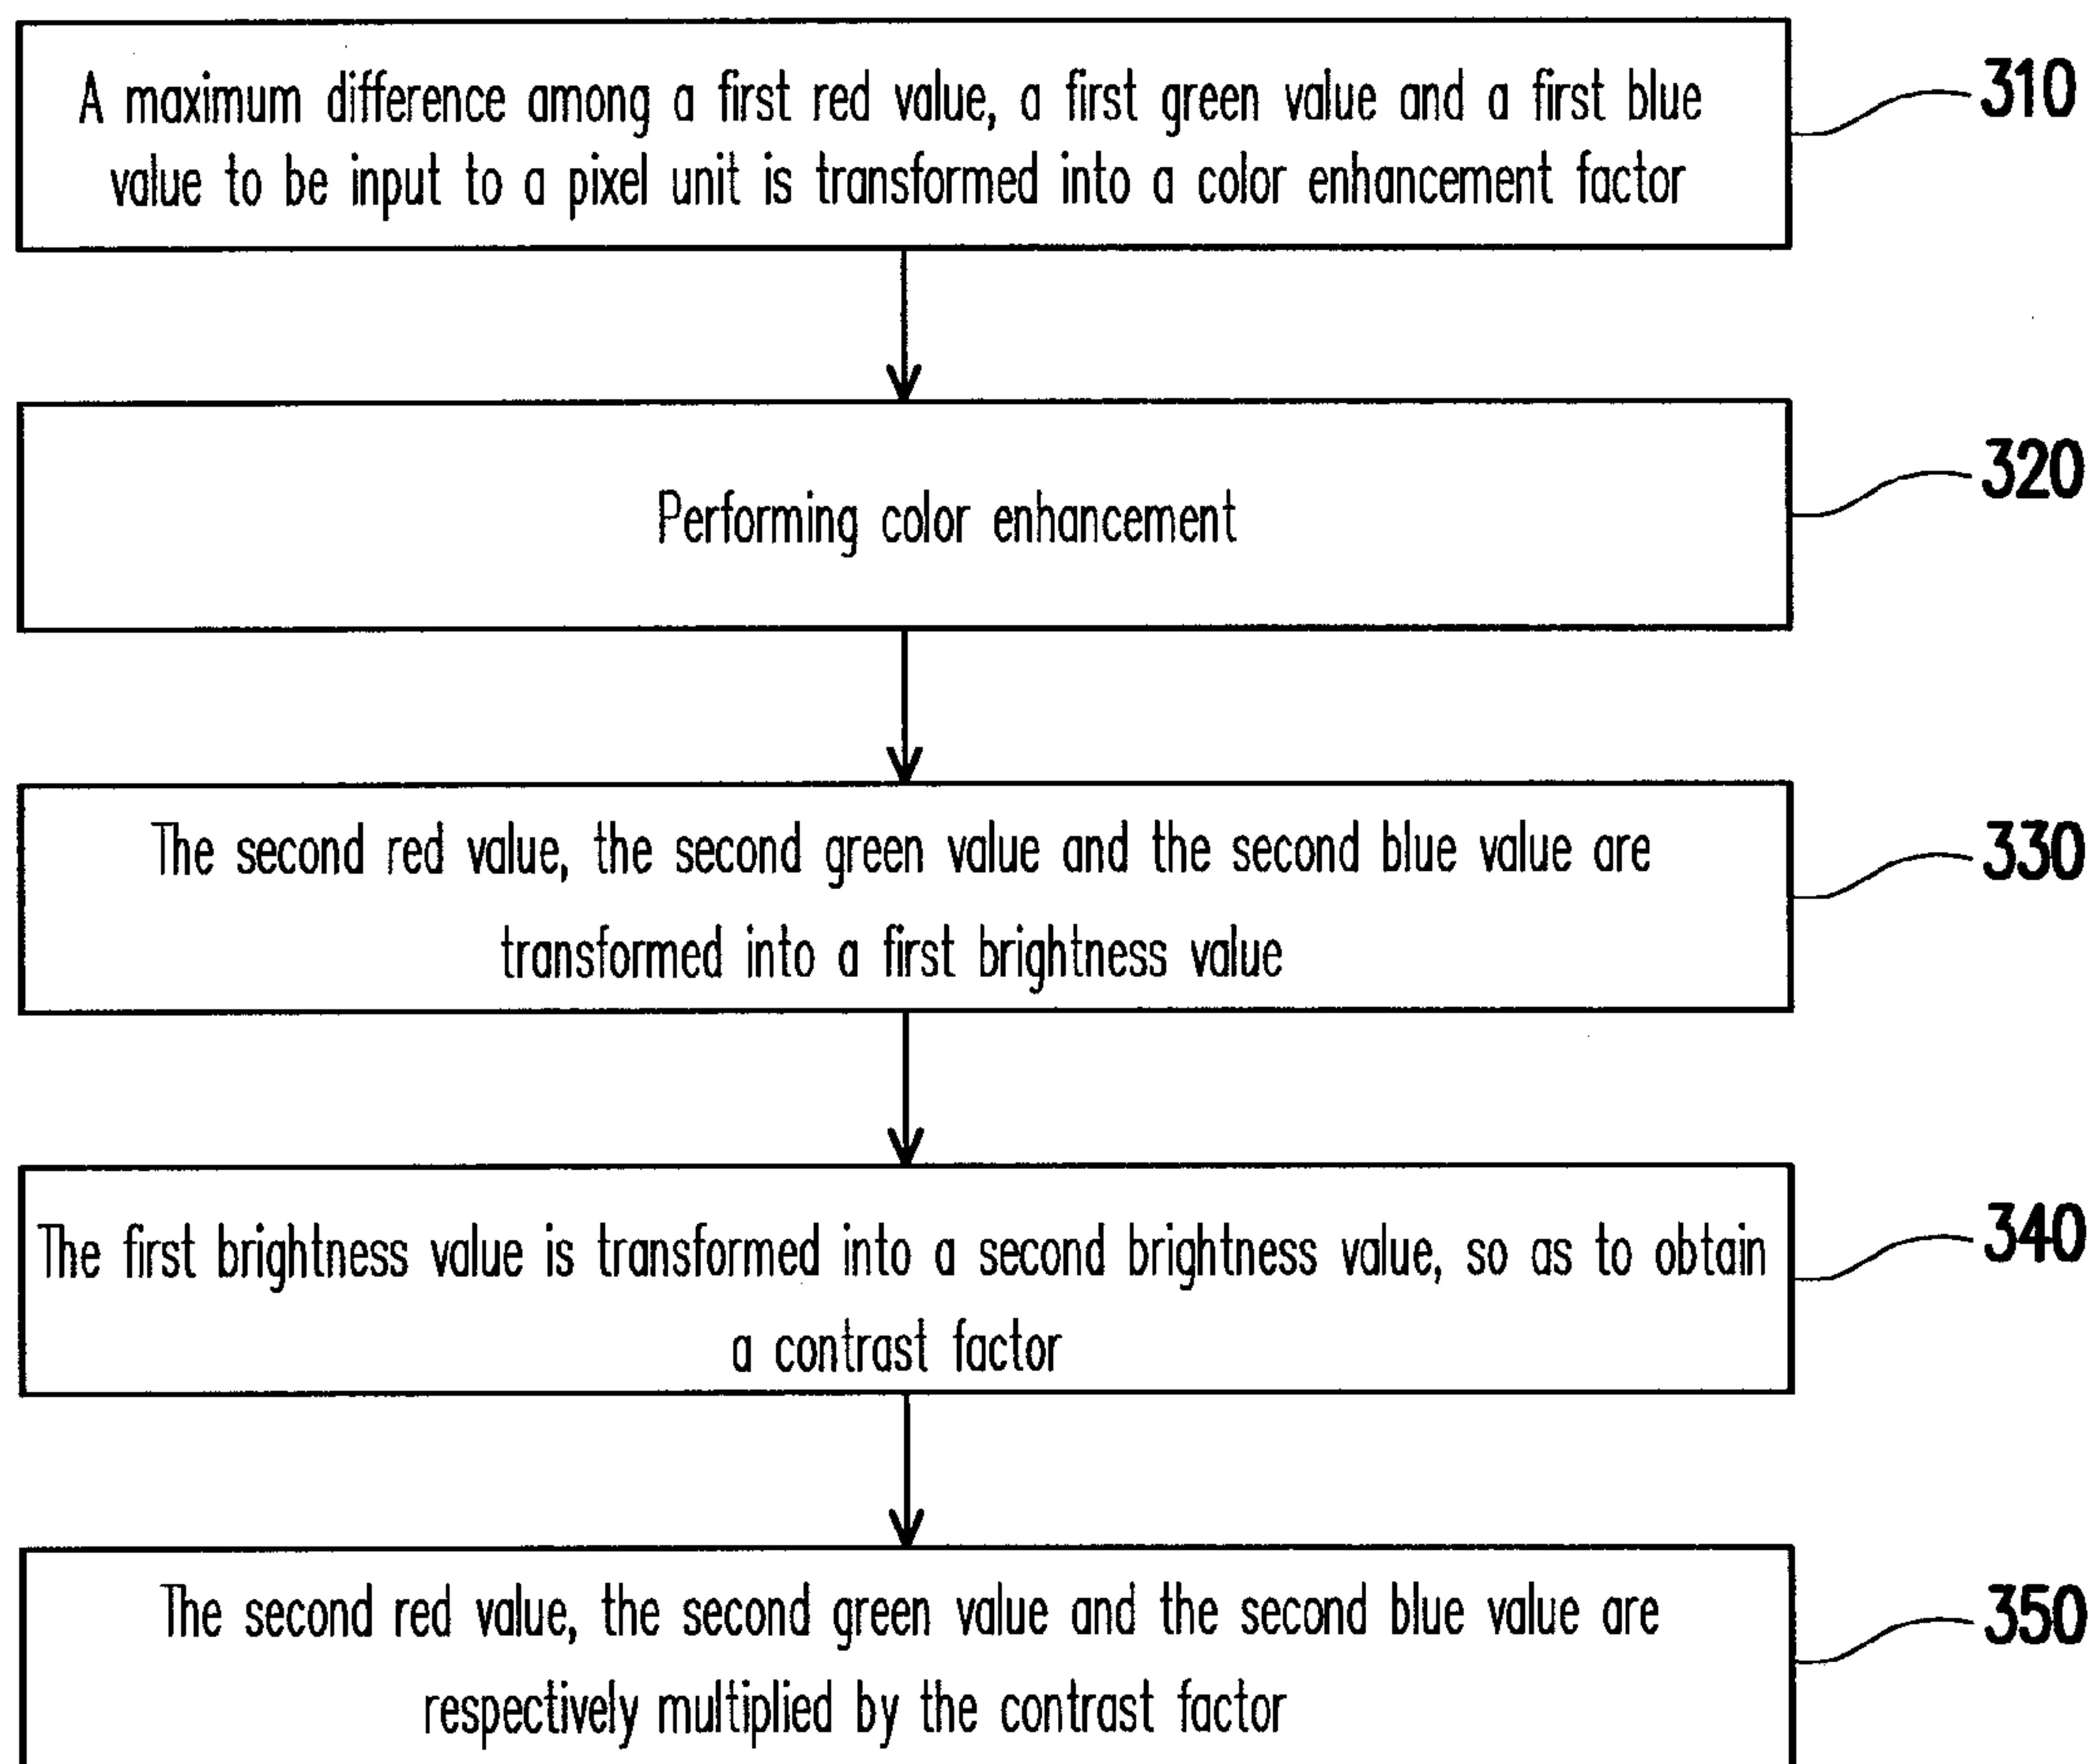 A maximum difference among a first red value, a first green value and a first blue
value to be input to a pixel unit is transformed into a color enhancement factor
310
Performing color enhancement
320
The second red value, the second green value and the second blue value are
transformed into a first brightness value
330
The first brightness value is transformed into a second brightness value, so as to obtain
a contrast factor
340
The second red value, the second green value and the second blue value are
respectively multiplied by the contrast factor
350